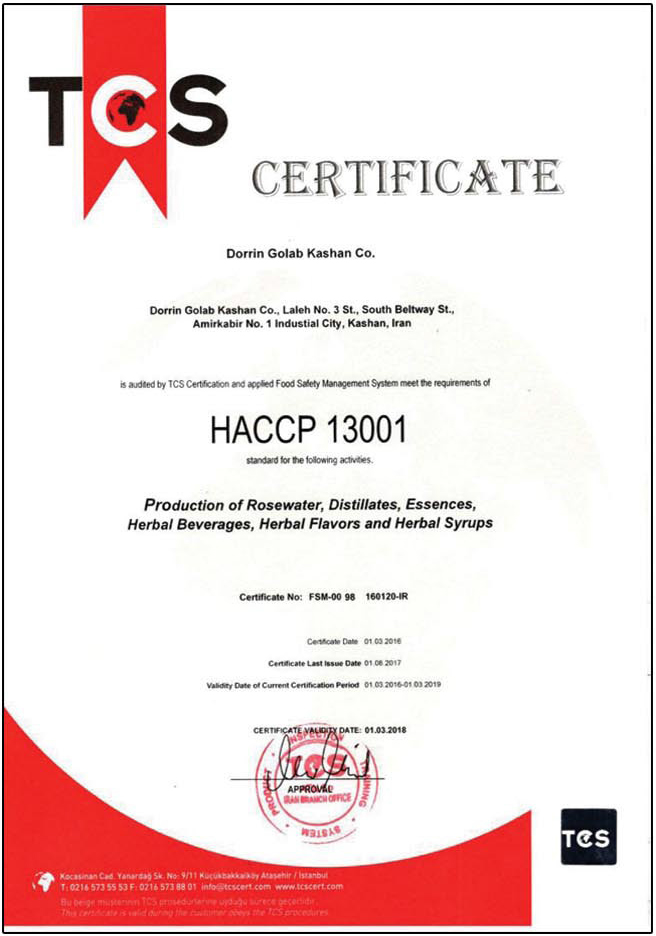 TCS
CERTIFICATE
Dorrin Golab Kashan Co.
Dorrin Golab Kashan Co., Laleh No. 3 St., South Beltway St.,
Amirkabir No. 1 Industial City, Kashan, Iran
is audited by TCS Certification and applied Food Safety Management System meet the requirements of
HACCP 13001
standard for the following activities.
Production of Rosewater, Distillates, Essences,
Herbal Beverages, Herbal Flavors and Herbal Syrups
Certificate No: FSM-00 98 160120-IR
Certificate Date 01.03.2016
Certificate Last Issue Date 01.08.2017
Validity Date of Current Certification Period 01.03.2016-01.03.2019
CERTIFICATE VALIDITY DATE: 01.03.2018
INSPECTION
TRAINING
SYSTEM
TCS
APPROVAL
IRAN BRANCH OFFICE
TCS
Kocasinan Cad. Yanardağ Sk. No: 9/11 Küçükbakkalköy Ataşehir / İstanbul
T: 0216 573 55 53 F: 0216 573 88 01 info@tcscert.com www.tcscert.com
Bu belge müşterinin TCS prosedürlerine uyduğu sürece geçerlidir.
This certificate is valid during the customer obeys the TCS procedures.